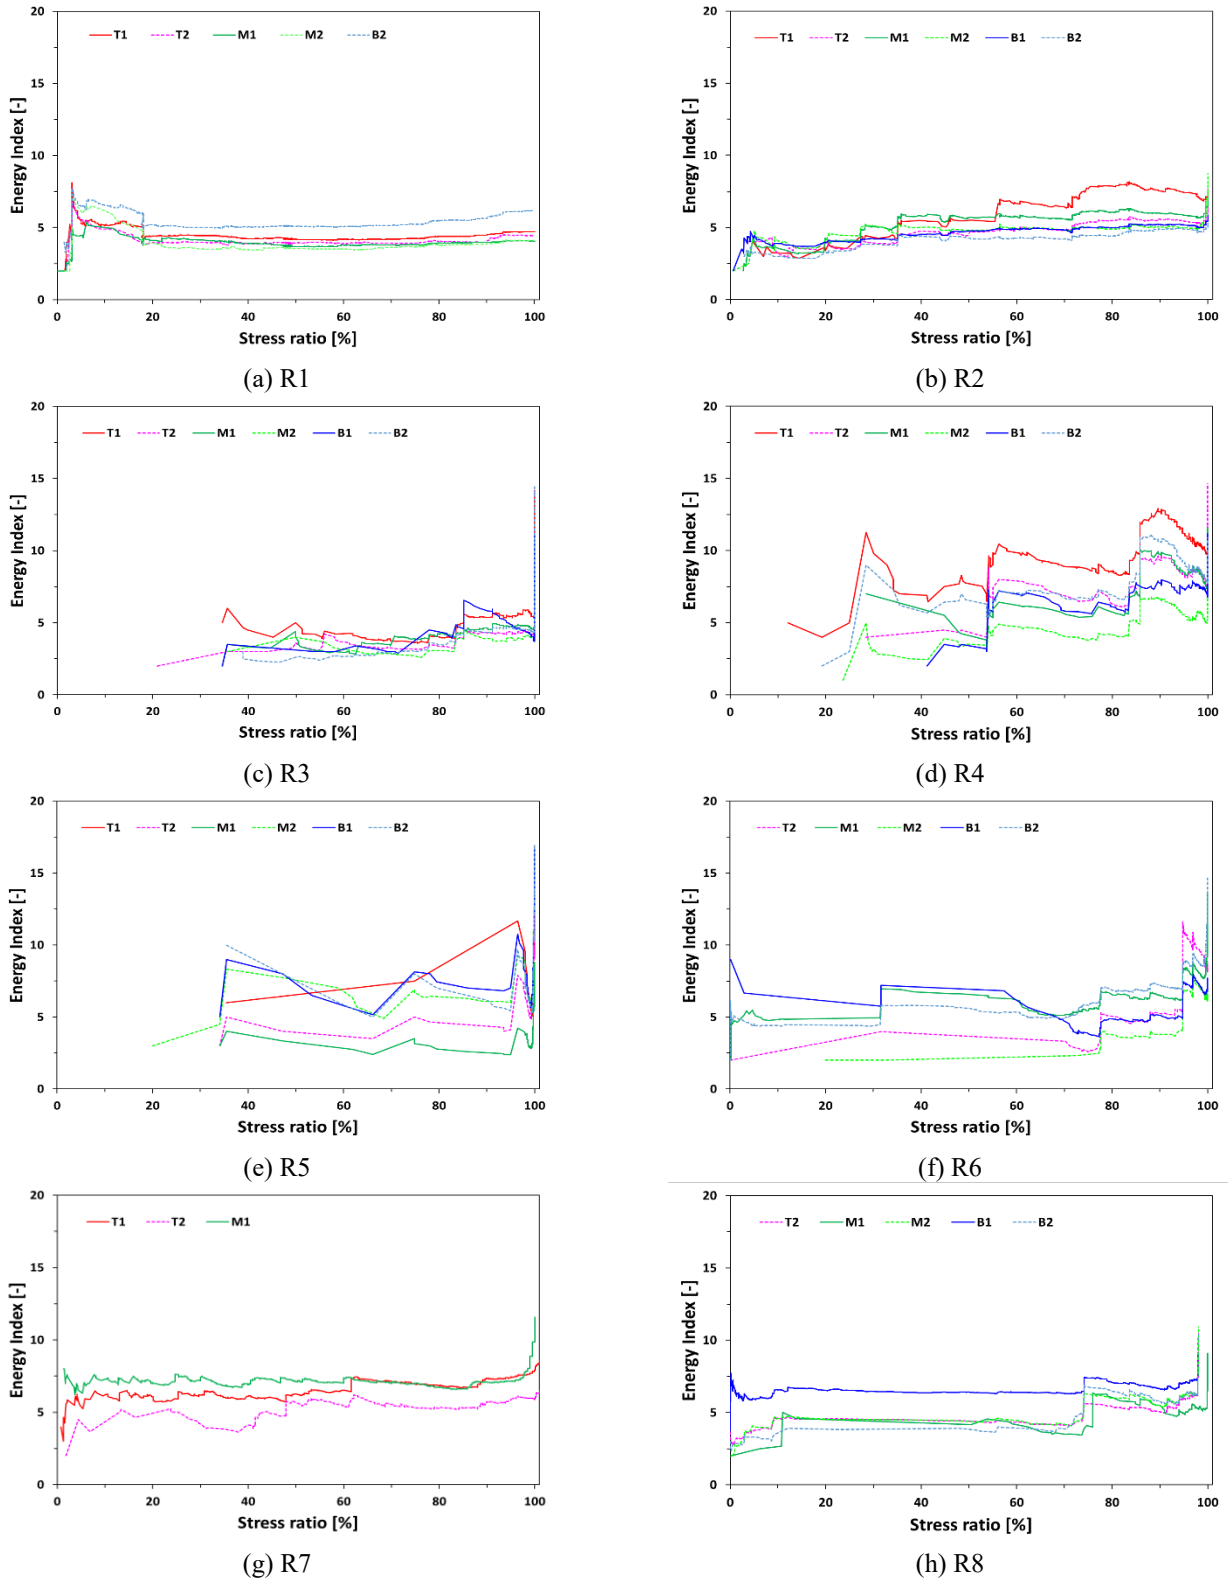 T1 T2 M1 M2 B2
Energy Index [-]
20
15
10
5
0
0 20 40 60 80 100
Stress ratio [%]
(a) R1
T1 T2 M1 M2 B1 B2
Energy Index [-]
20
15
10
5
0
0 20 40 60 80 100
Stress ratio [%]
(b) R2
T1 T2 M1 M2 B1 B2
Energy Index [-]
20
15
10
5
0
0 20 40 60 80 100
Stress ratio [%]
(c) R3
T1 T2 M1 M2 B1 B2
Energy Index [-]
20
15
10
5
0
0 20 40 60 80 100
Stress ratio [%]
(d) R4
T1 T2 M1 M2 B1 B2
Energy Index [-]
20
15
10
5
0
0 20 40 60 80 100
Stress ratio [%]
(e) R5
T2 M1 M2 B1 B2
Energy Index [-]
20
15
10
5
0
0 20 40 60 80 100
Stress ratio [%]
(f) R6
T1 T2 M1
Energy Index [-]
20
15
10
5
0
0 20 40 60 80 100
Stress ratio [%]
(g) R7
T2 M1 M2 B1 B2
Energy Index [-]
20
15
10
5
0
0 20 40 60 80 100
Stress ratio [%]
(h) R8